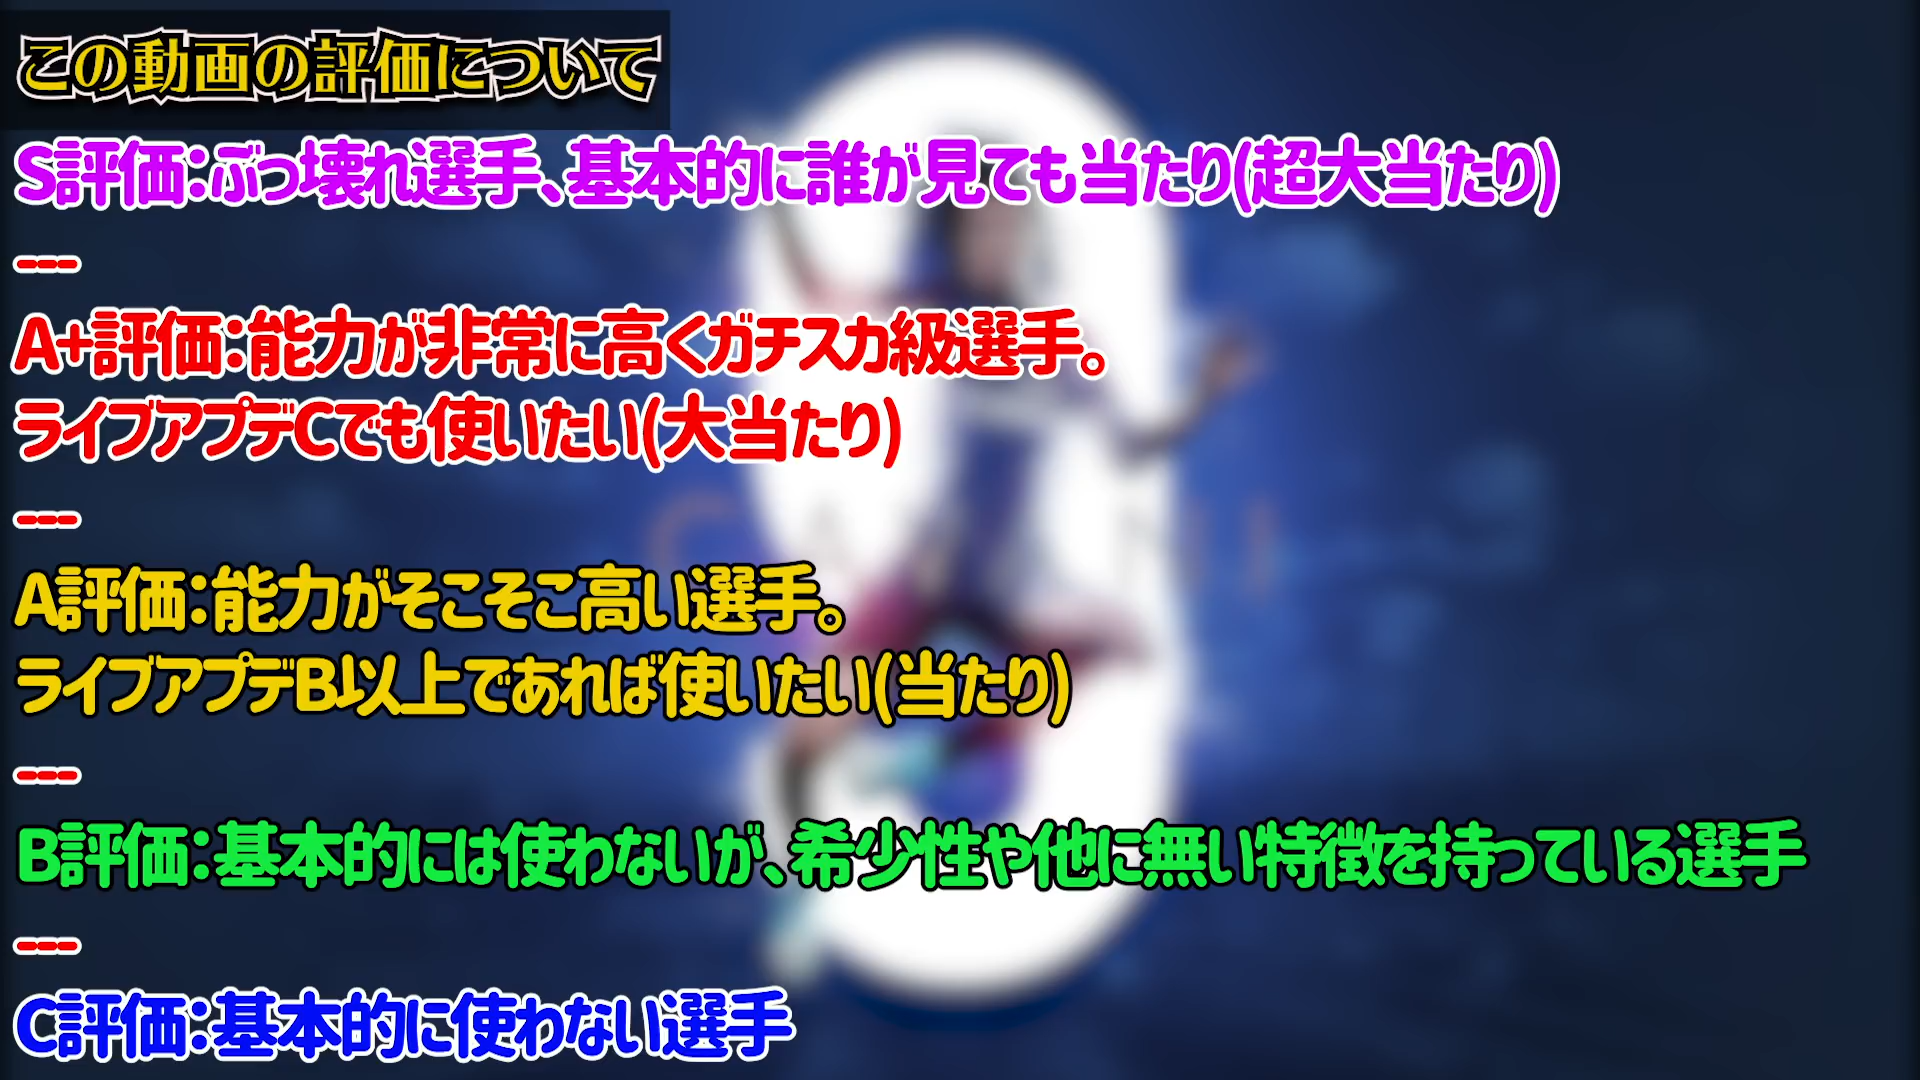 この動画の評価について
S評価:ぶっ壊れ選手、基本的に誰が見ても当たり(超大当たり)
---
A+評価:能力が非常に高くガチスカ級選手。
ライブアプデCでも使いたい(大当たり)
---
A評価:能力がそこそこ高い選手。
ライブアプデB以上であれば使いたい(当たり)
---
B評価:基本的には使わないが、希少性や他に無い特徴を持っている選手
---
C評価:基本的に使わない選手